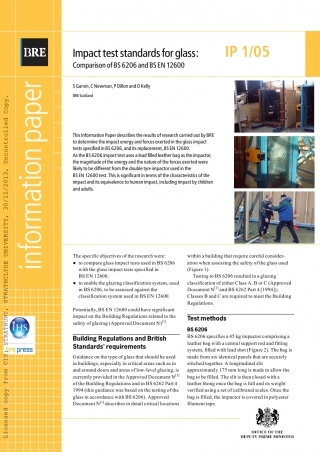 BRE
Impact test standards for glass:
Comparison of BS 6206 and BS EN 12600
IP 1/05
S Garvin, C Newman, P Dillon and D Kelly
BRE Scotland
information paper
This Information Paper describes the results of research carried out by BRE
to determine the impact energy and forces exerted in the glass impact
tests specified in BS 6206, and its replacement, BS EN 12600.
As the BS 6206 impact test uses a lead filled leather bag as the impactor,
the magnitude of the energy and the nature of the forces exerted were
likely to be different from the double tyre impactor used in the
BS EN 12600 test. This is significant in terms of the characteristics of the
impact and its equivalence to human impact, including impact by children
and adults.
The specific objectives of the research were:
● to compare glass impact tests used in BS 6206
with the glass impact tests specified in
BS EN 12600.
● to enable the glazing classification system, used
in BS 6206, to be assessed against the
classification system used in BS EN 12600.
Potentially, BS EN 12600 could have significant
impact on the Building Regulations related to the
safety of glazing (Approved Document N)[1].
Building Regulations and British
Standards' requirements
Guidance on the type of glass that should be used
in buildings, especially in critical areas such as in
and around doors and areas of low-level glazing, is
currently provided in the Approved Document N[1]
of the Building Regulations and in BS 6262 Part 4
1994 (this guidance was based on the testing of the
glass in accordance with BS 6206). Approved
Document N[1] describes in detail critical locations
within a building that require careful consider-
ation when assessing the safety of the glass used
(Figure 1).
Testing to BS 6206 resulted in a glazing
classification of either Class A, B or C (Approved
Document N[1] and BS 6262 Part 4 [1994]);
Classes B and C are required to meet the Building
Regulations.
Test methods
BS 6206
BS 6206 specifies a 45 kg impactor comprising a
leather bag with a central support rod and fitting
system, filled with lead shot (Figure 2). The bag is
made from six identical panels that are securely
stitched together. A longitudinal slit
approximately 175 mm long is made to allow the
bag to be filled. The slit is then closed with a
leather thong once the bag is full and its weight
verified using a set of calibrated scales. Once the
bag is filled, the impactor is covered in polyester
filament tape.
IHS
press
OFFICE OF THE
DEPUTY PRIME MINISTER
Licensed copy from CIS: STRATHUNI, STRATHCLYDE UNIVERSITY, 30/12/2013, Uncontrolled Copy.